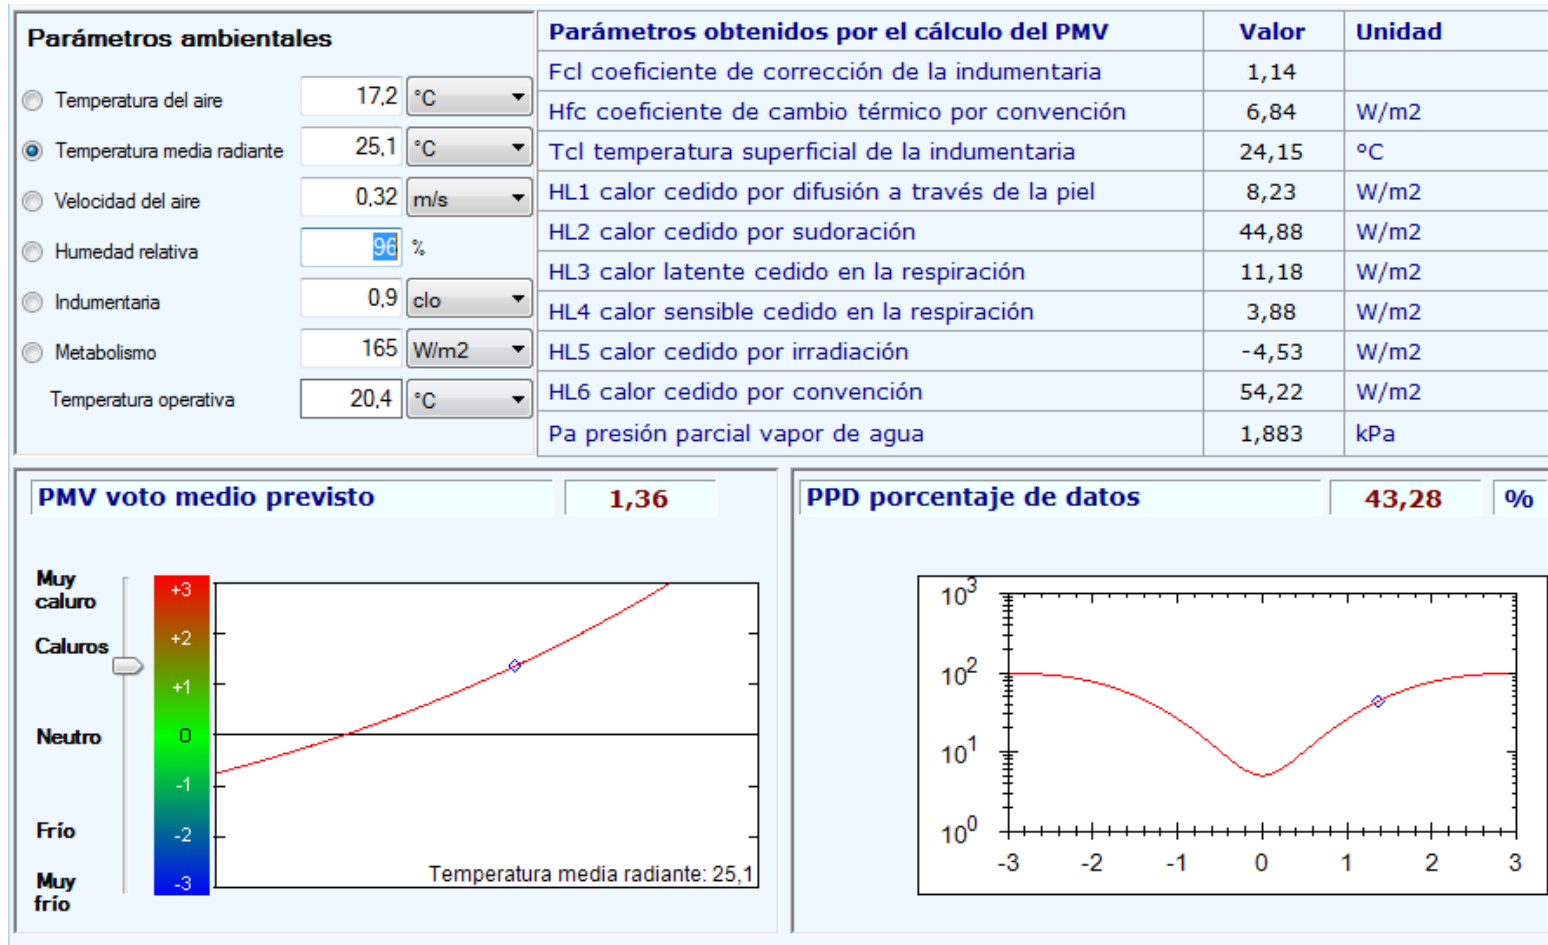 Parámetros ambientales
Temperatura del aire 17,2 °C
Temperatura media radiante 25,1 °C
Velocidad del aire 0,32 m/s
Humedad relativa 96 %
Indumentaria 0,9 clo
Metabolismo 165 W/m2
Temperatura operativa 20,4 °C
Parámetros obtenidos por el cálculo del PMV Valor Unidad
Fcl coeficiente de corrección de la indumentaria 1,14
Hfc coeficiente de cambio térmico por convención 6,84 W/m2
Tcl temperatura superficial de la indumentaria 24,15 °C
HL1 calor cedido por difusión a través de la piel 8,23 W/m2
HL2 calor cedido por sudoración 44,88 W/m2
HL3 calor latente cedido en la respiración 11,18 W/m2
HL4 calor sensible cedido en la respiración 3,88 W/m2
HL5 calor cedido por irradiación -4,53 W/m2
HL6 calor cedido por convención 54,22 W/m2
Pa presión parcial vapor de agua 1,883 kPa
PMV voto medio previsto 1,36
Muy
caluro
Caluros
Neutro
Frío
Muy
frío
+3
+2
+1
0
-1
-2
-3
Temperatura media radiante: 25,1
PPD porcentaje de datos 43,28 %
10³
10²
10¹
10⁰
-3 -2 -1 0 1 2 3